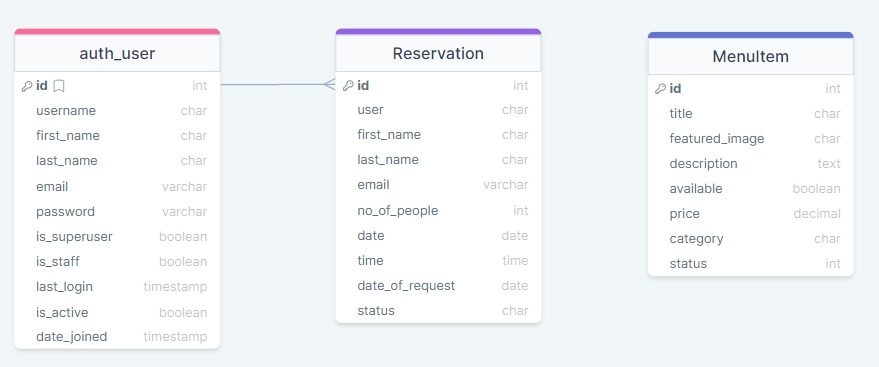 auth_user
id int
username char
first_name char
last_name char
email varchar
password varchar
is_superuser boolean
is_staff boolean
last_login timestamp
is_active boolean
date_joined timestamp
Reservation
id int
user char
first_name char
last_name char
email varchar
no_of_people int
date date
time time
date_of_request date
status char
MenuItem
id int
title char
featured_image char
description text
available boolean
price decimal
category char
status int